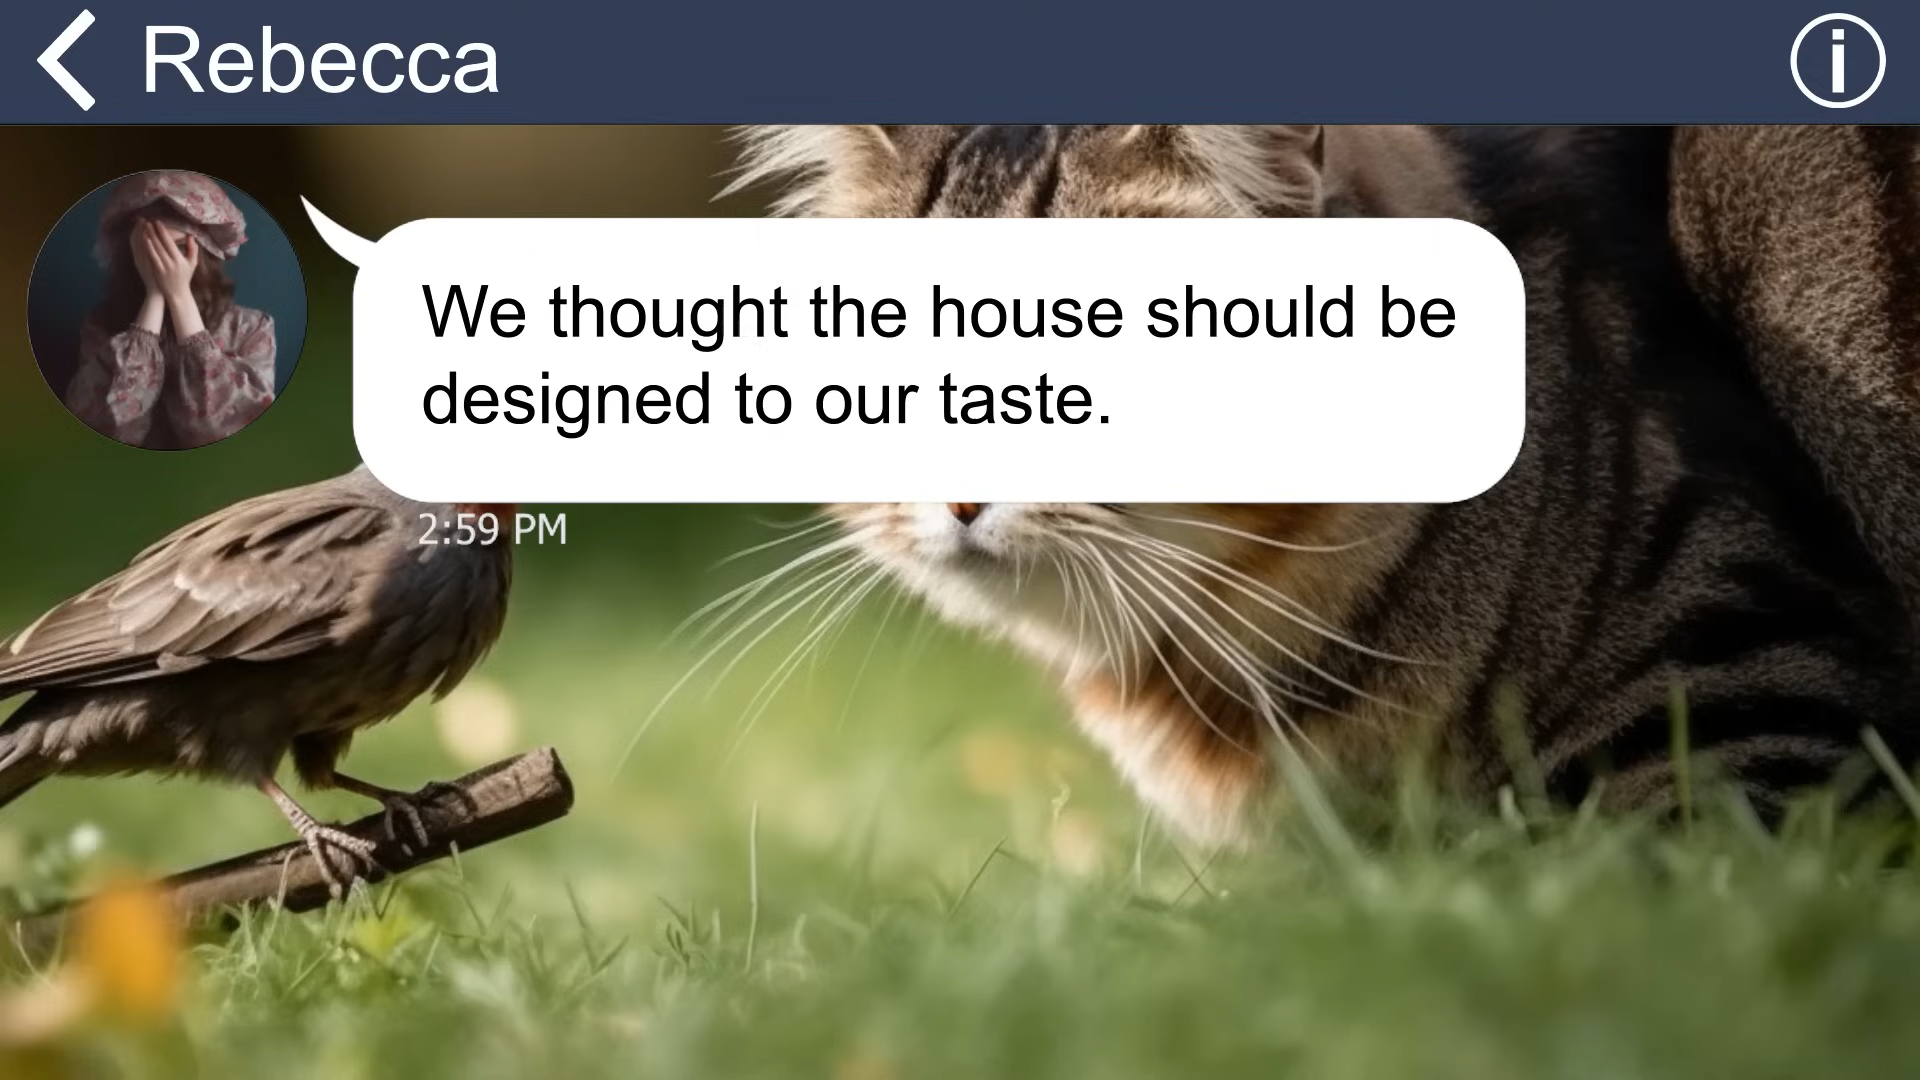 Rebecca
We thought the house should be
designed to our taste.
2:59 PM